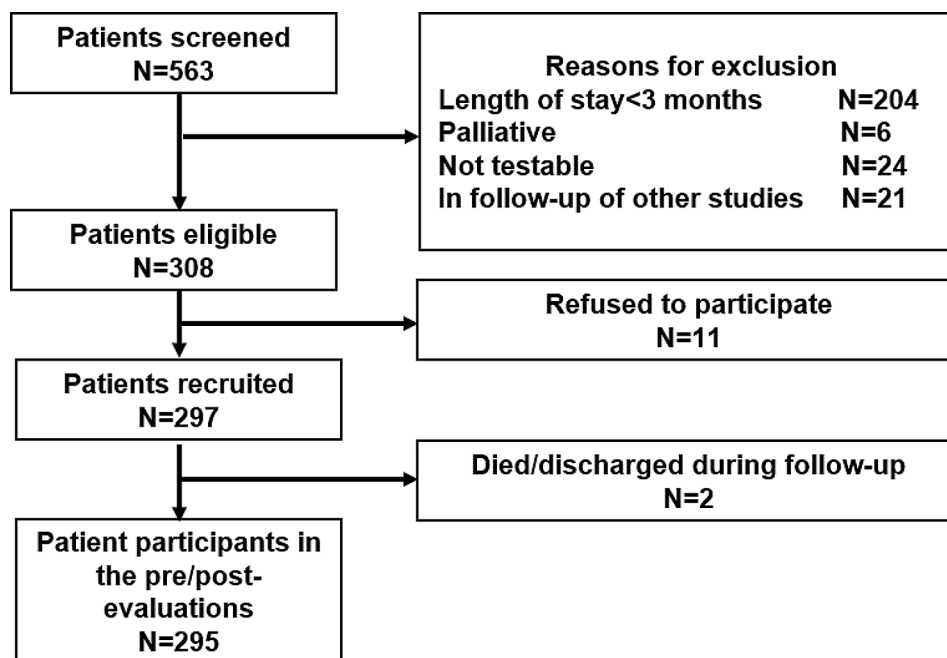 Patients screened
N=563
Reasons for exclusion
Length of stay<3 months N=204
Palliative N=6
Not testable N=24
In follow-up of other studies N=21
Patients eligible
N=308
Refused to participate
N=11
Patients recruited
N=297
Died/discharged during follow-up
N=2
Patient participants in
the pre/post-
evaluations
N=295